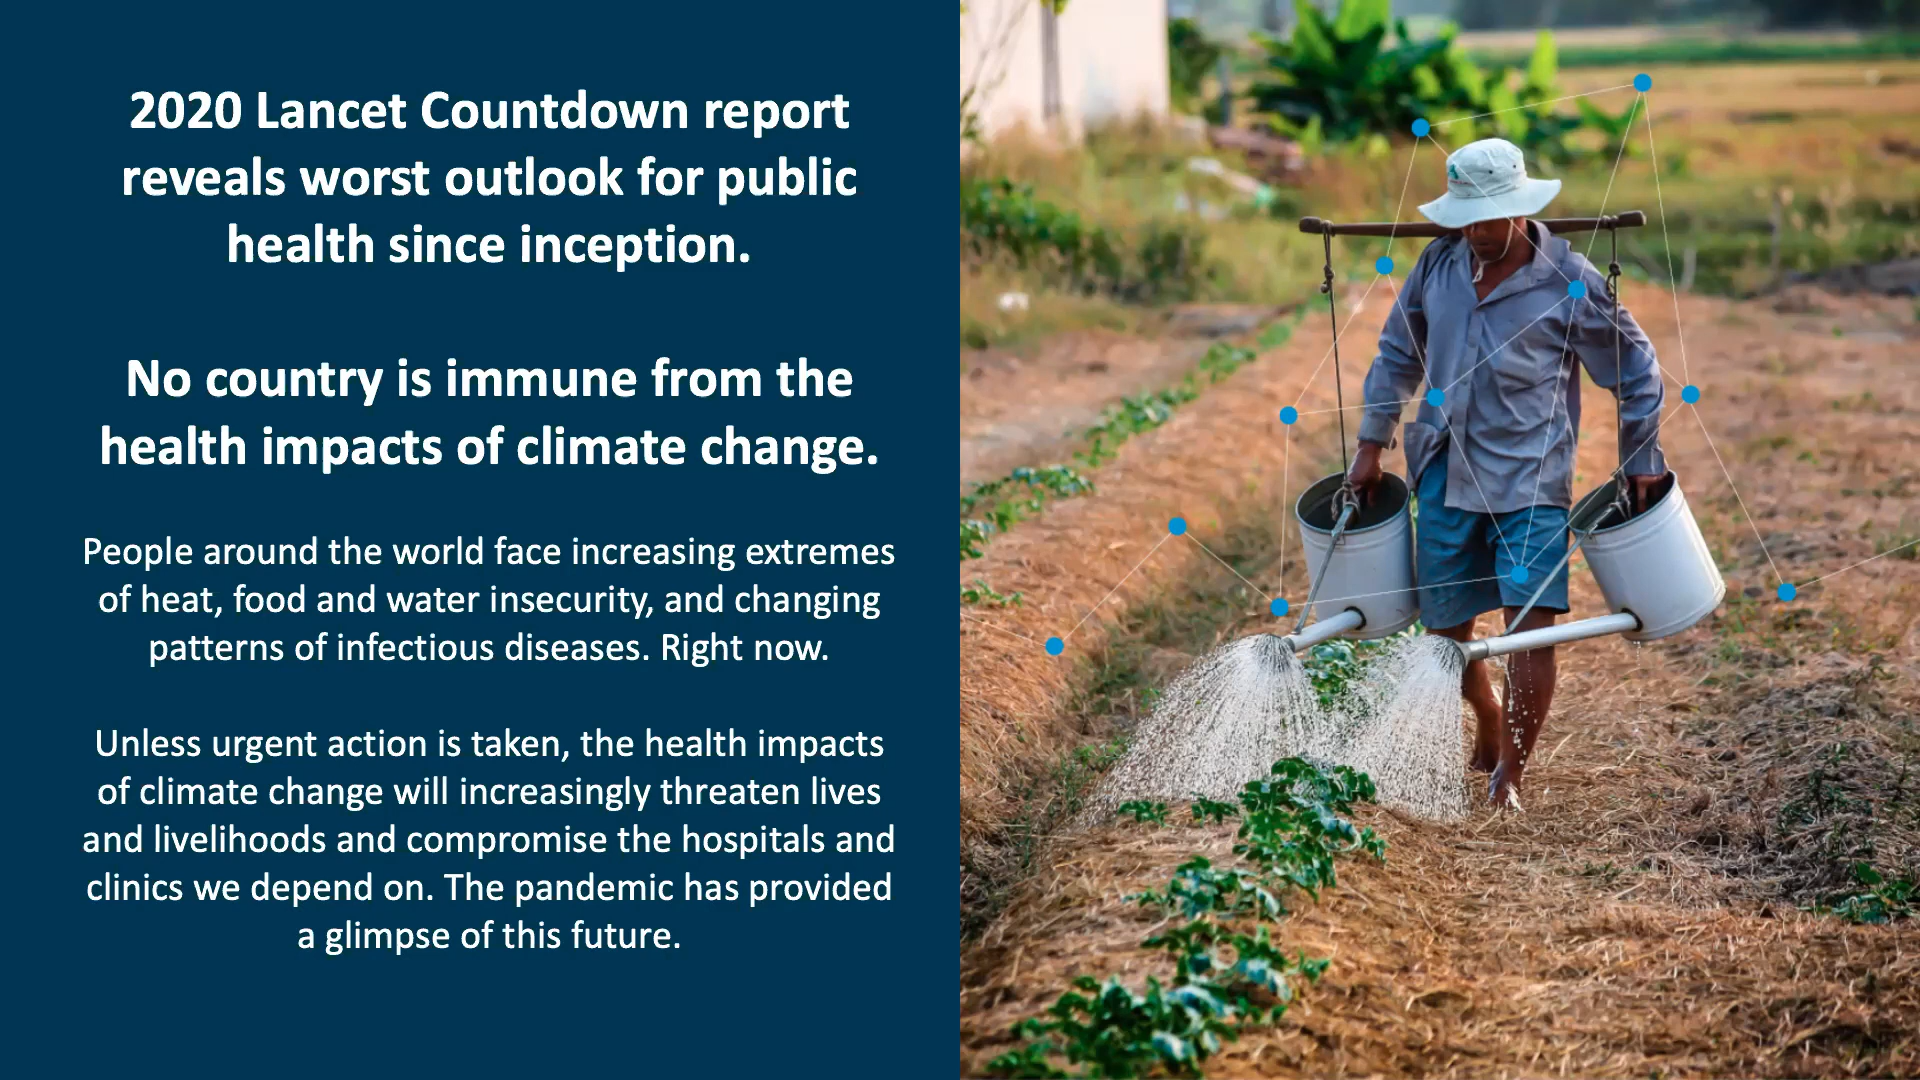 2020 Lancet Countdown report
reveals worst outlook for public
health since inception.
No country is immune from the
health impacts of climate change.
People around the world face increasing extremes
of heat, food and water insecurity, and changing
patterns of infectious diseases. Right now.
Unless urgent action is taken, the health impacts
of climate change will increasingly threaten lives
and livelihoods and compromise the hospitals and
clinics we depend on. The pandemic has provided
a glimpse of this future.